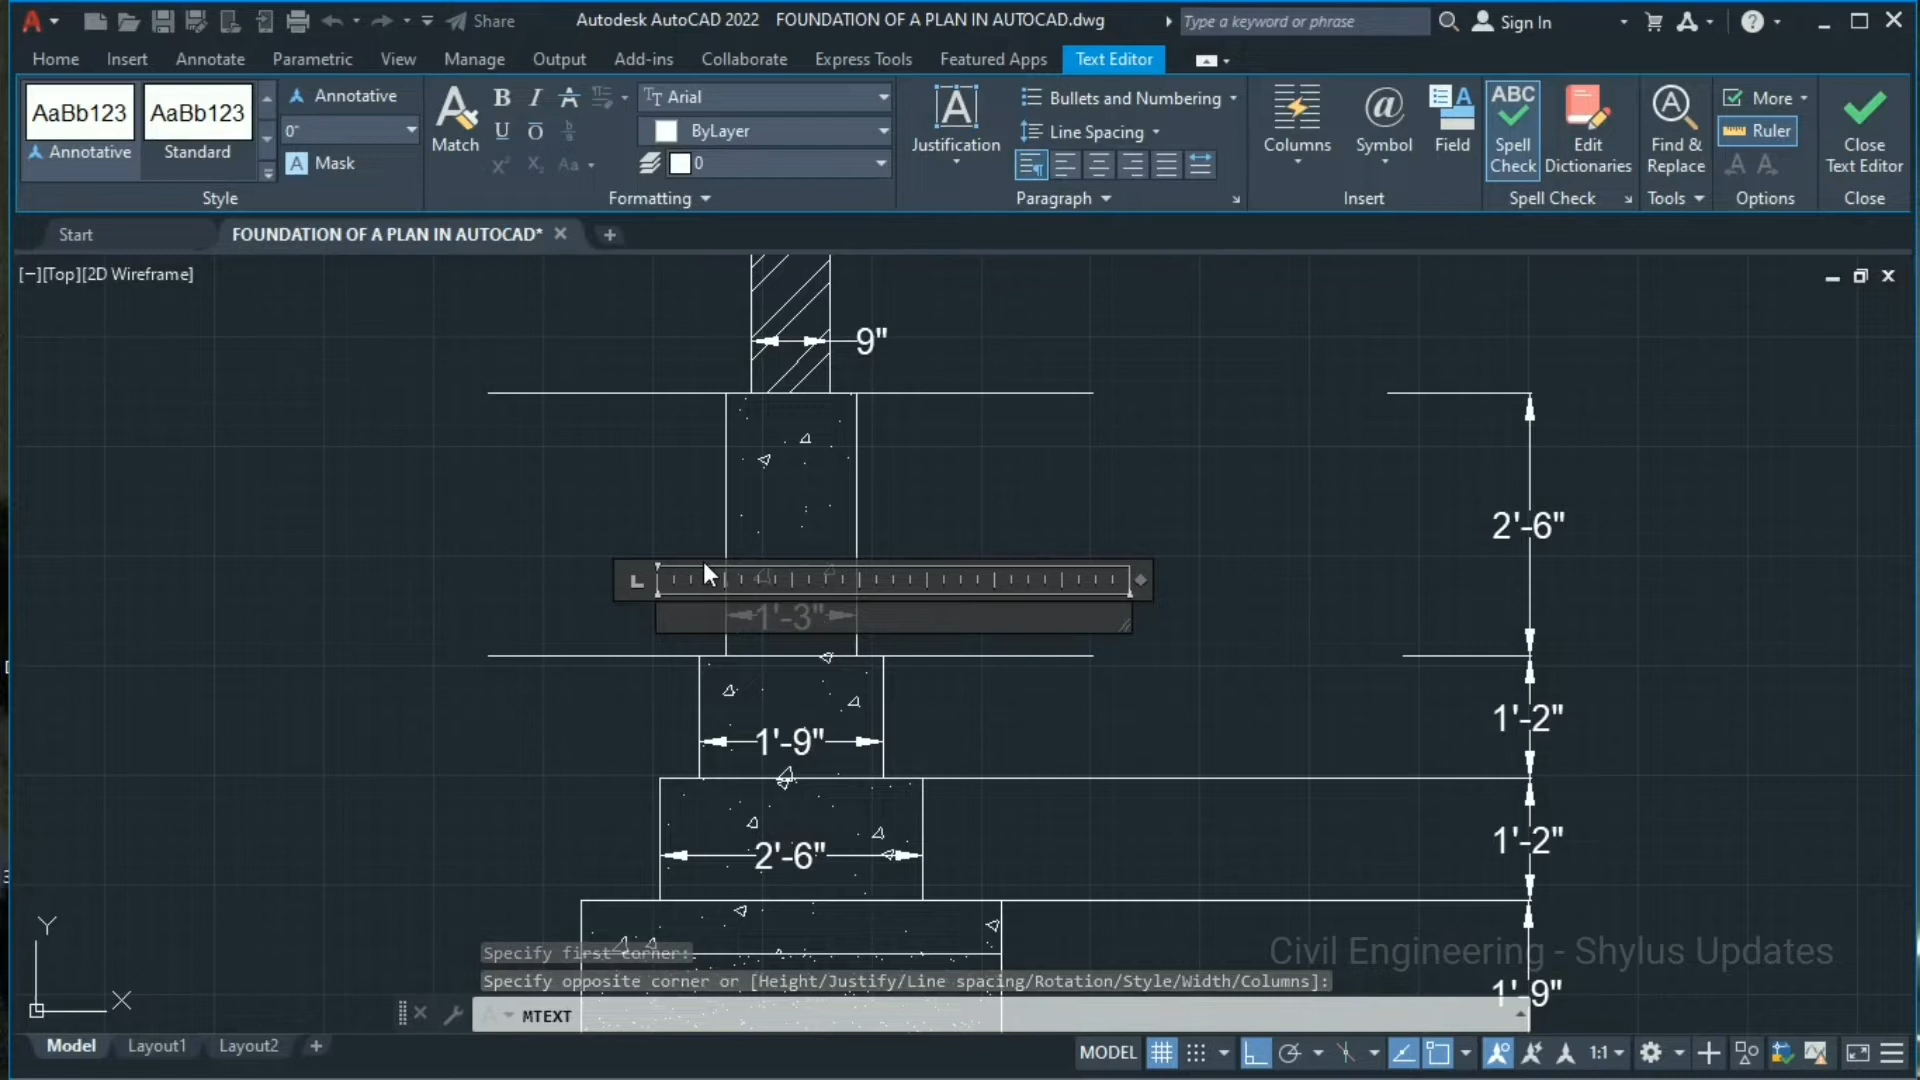 Share
Autodesk AutoCAD 2022 FOUNDATION OF A PLAN IN AUTOCAD.dwg
Type a keyword or phrase
Sign In
Home Insert Annotate Parametric View Manage Output Add-ins Collaborate Express Tools Featured Apps Text Editor
AaBb123
Annotative
AaBb123
Standard
Annotative
0"
Mask
Style
Match
Arial
ByLayer
0
Formatting
Justification
Bullets and Numbering
Line Spacing
Paragraph
Columns
Symbol
Field
Insert
ABC
Spell
Check
Edit
Dictionaries
Spell Check
Find &
Replace
Tools
More
Ruler
Options
Close
Text Editor
Close
Start
FOUNDATION OF A PLAN IN AUTOCAD*
[−][Top][2D Wireframe]
9"
2'-6"
1'-3"
1'-9"
1'-2"
2'-6"
1'-2"
1'-9"
Civil Engineering - Shylus Updates
Y
X
Specify first corner:
Specify opposite corner or [Height/Justify/Line spacing/Rotation/Style/Width/Columns]:
MTEXT
Model Layout1 Layout2
MODEL
1:1